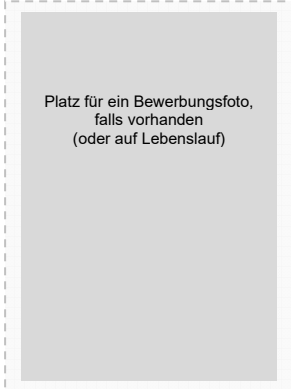 Platz für ein Bewerbungsfoto,
falls vorhanden
(oder auf Lebenslauf)